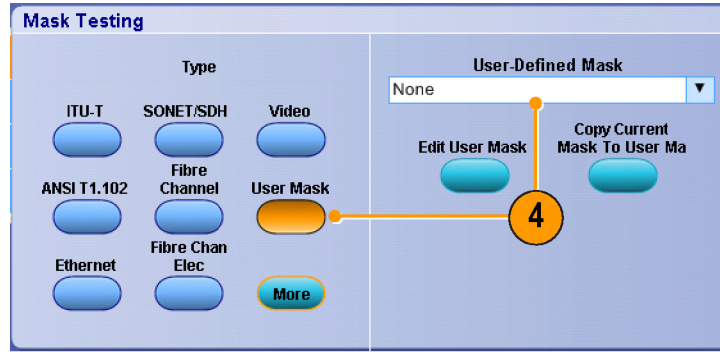 Mask Testing
Type
ITU-T
SONET/SDH
Video
ANSI T1.102
Fibre
Channel
User Mask
Ethernet
Fibre Chan
Elec
More
User-Defined Mask
None
Edit User Mask
Copy Current
Mask To User Ma
4